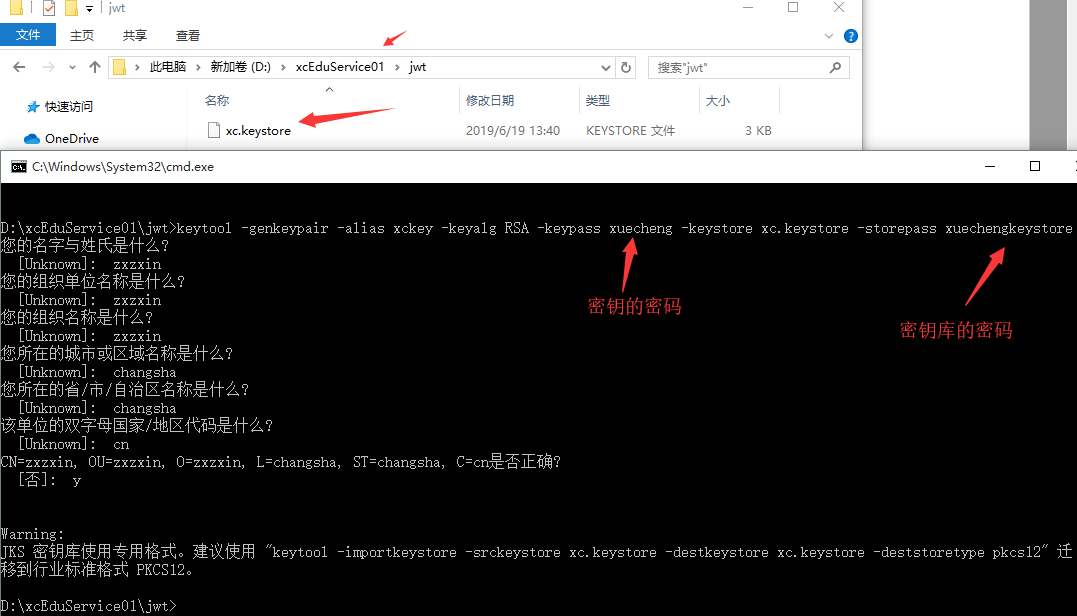 jwt
文件 主页 共享 查看
此电脑 新加卷 (D:) xcEduService01 jwt 搜索"jwt"
快速访问 名称 修改日期 类型 大小
xc.keystore 2019/6/19 13:40 KEYSTORE 文件 3 KB
OneDrive
C:\Windows\System32\cmd.exe
D:\xcEduService01\jwt>keytool -genkeypair -alias xckey -keyalg RSA -keypass xuecheng -keystore xc.keystore -storepass xuechengkeystore
您的名字与姓氏是什么?
[Unknown]: zxzxin
您的组织单位名称是什么?
[Unknown]: zxzxin
您的组织名称是什么?
[Unknown]: zxzxin
密钥的密码
密钥库的密码
您所在的城市或区域名称是什么?
[Unknown]: changsha
您所在的省/市/自治区名称是什么?
[Unknown]: changsha
该单位的双字母国家/地区代码是什么?
[Unknown]: cn
CN=zxzxin, OU=zxzxin, O=zxzxin, L=changsha, ST=changsha, C=cn是否正确?
[否]: y
Warning:
JKS 密钥库使用专用格式。建议使用 "keytool -importkeystore -srckeystore xc.keystore -destkeystore xc.keystore -deststoretype pkcs12" 迁
移到行业标准格式 PKCS12。
D:\xcEduService01\jwt>